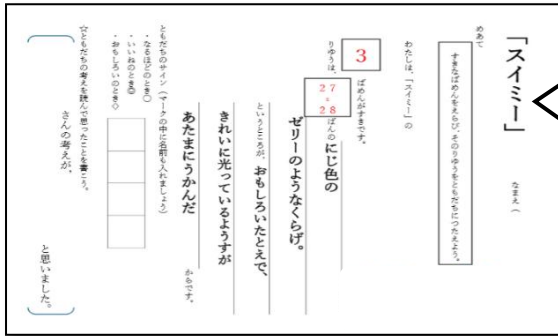 「スイミー」
なまえ（
めあて
すきなばめんをえらび、そのりゆうをともだちにつたえよう。
わたしは、「スイミー」の
3
ばめんがすきです。
りゆうは、
27
28
ばんの
にじ色の
ゼリーのようなくらげ。
というところが、
おもしろいたとえで、
きれいに光っているようすが
あたまにうかんだ
からです。
ともだちのサイン（マークの中に名前も入れましょう）
・なるほどのとき〇
・いいねのとき◎
・おもしろいのとき◇
☆ともだちの考えを読んで思ったことを書こう。
さんの考えが、
と思いました。